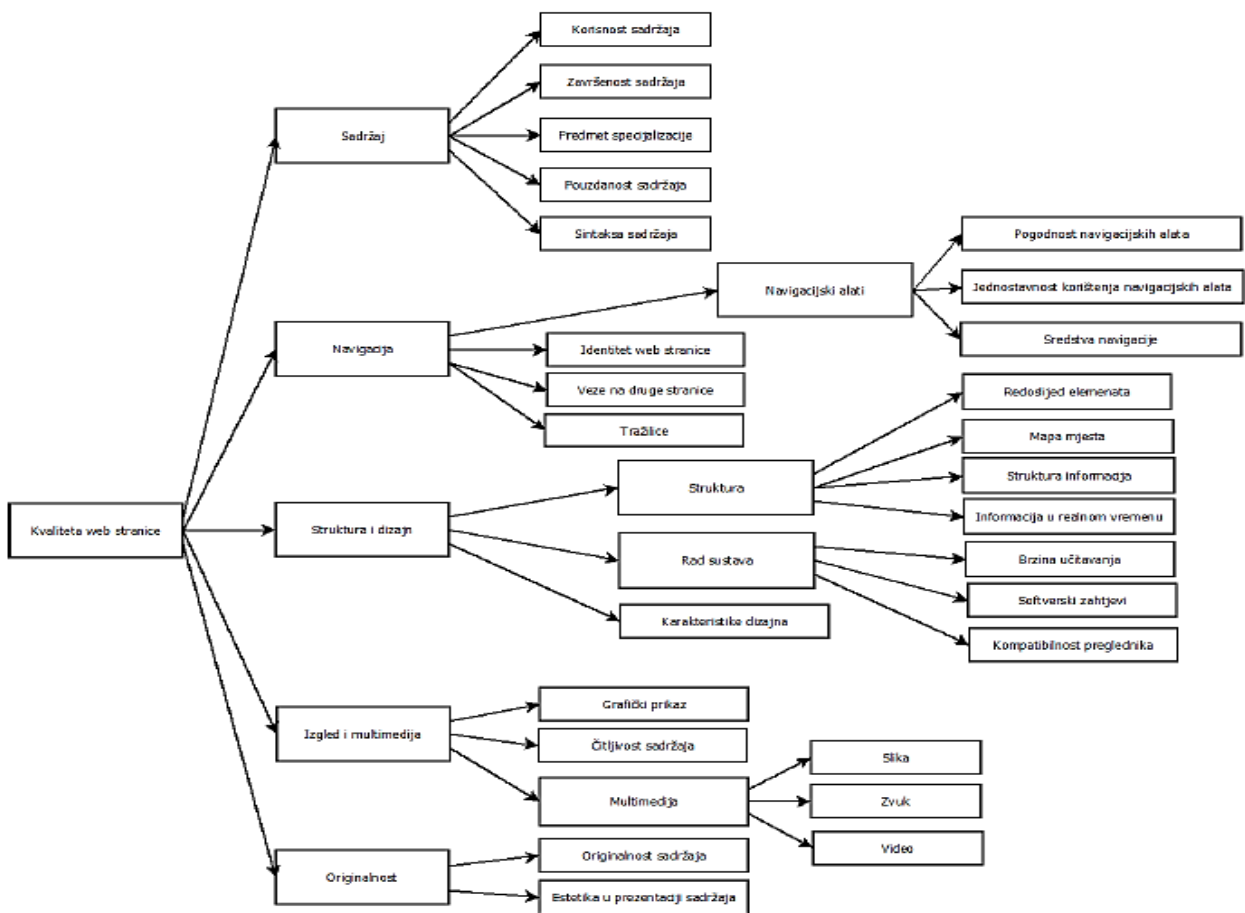 Kvaliteta web stranice
Sadržaj
Korisnost sadržaja
Završenost sadržaja
Predmet specijalizacije
Pouzdanost sadržaja
Sintaksa sadržaja
Navigacija
Navigacijski alati
Pogodnost navigacijskih alata
Jednostavnost korištenja navigacijskih alata
Sredstva navigacije
Identitet web stranice
Veze na druge stranice
Tražilice
Struktura i dizajn
Struktura
Redoslijed elemenata
Mapa mjesta
Struktura informacija
Informacija u realnom vremenu
Rad sustava
Brzina učitavanja
Softverski zahtjevi
Kompatibilnost preglednika
Karakteristike dizajna
Izgled i multimedija
Grafički prikaz
Čitljivost sadržaja
Multimedija
Slika
Zvuk
Video
Originalnost
Originalnost sadržaja
Estetika u prezentaciji sadržaja